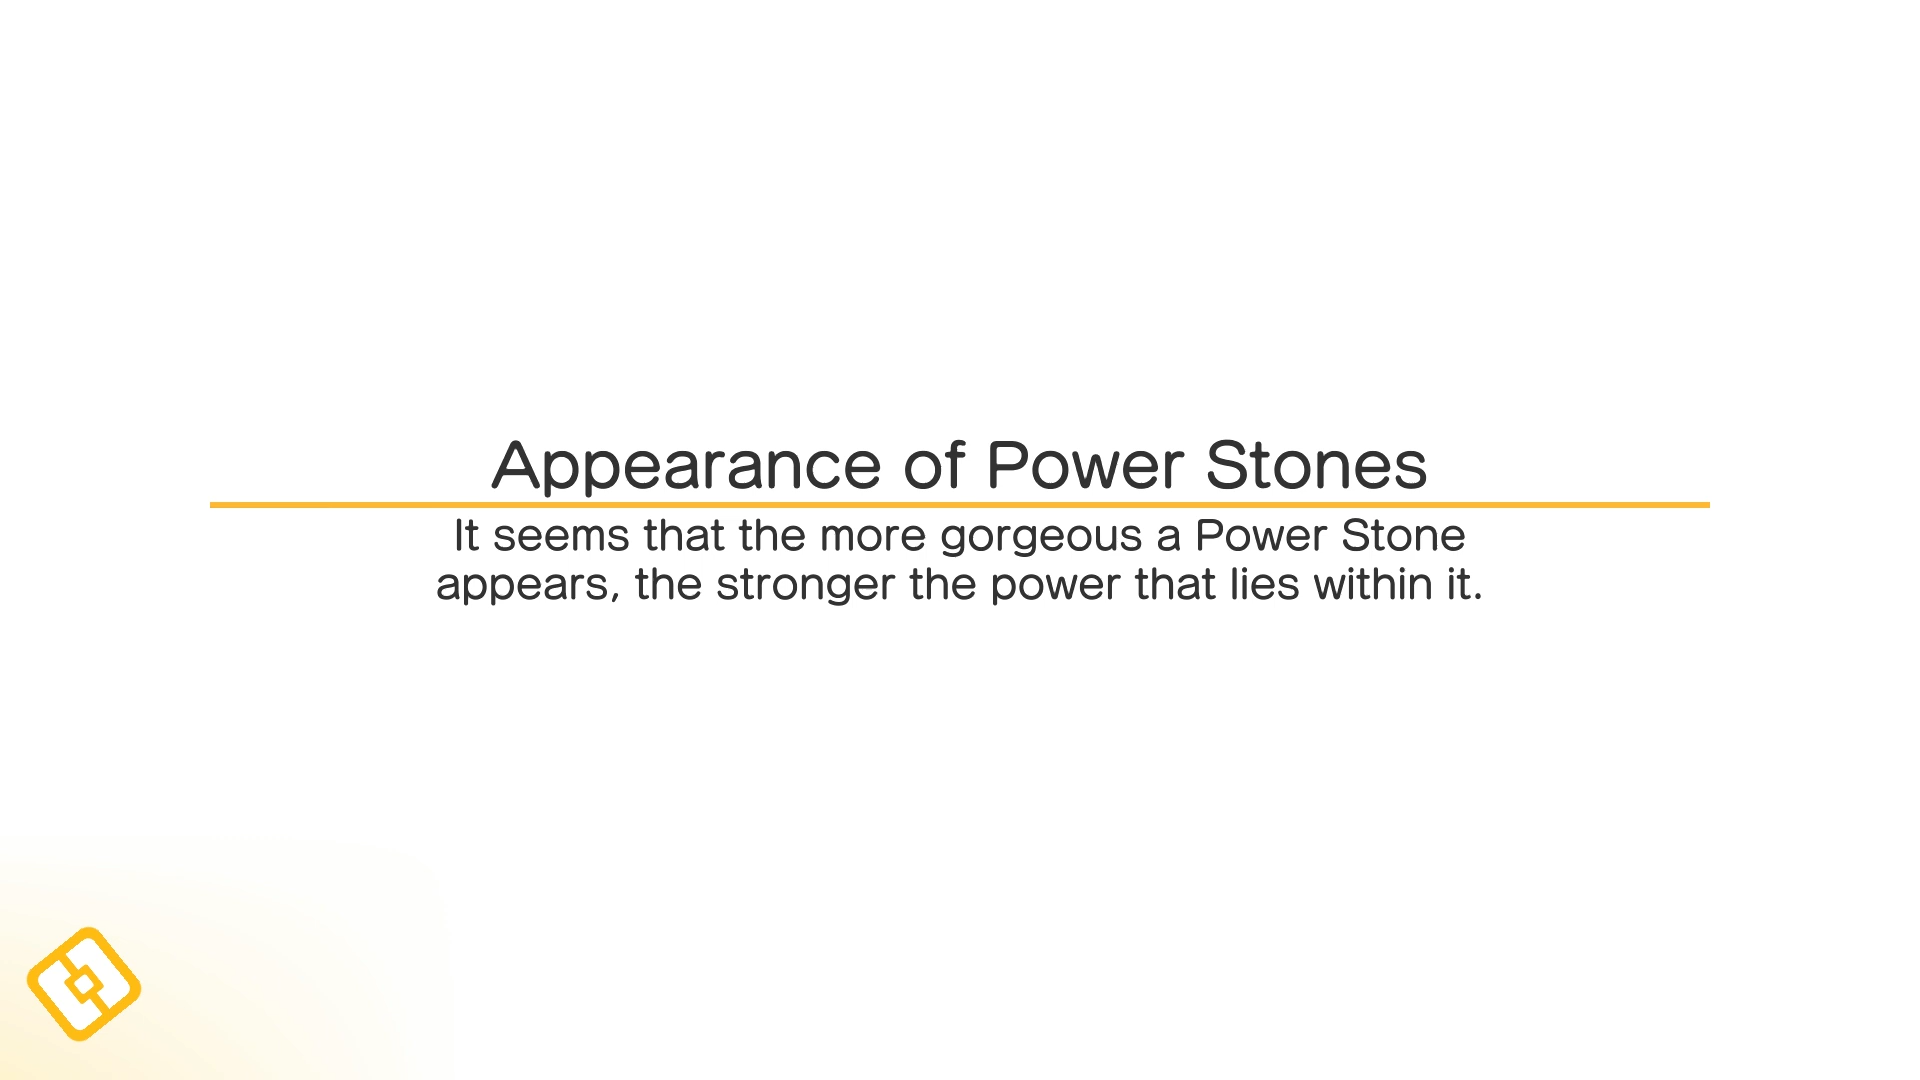 Appearance of Power Stones
It seems that the more gorgeous a Power Stone
appears, the stronger the power that lies within it.